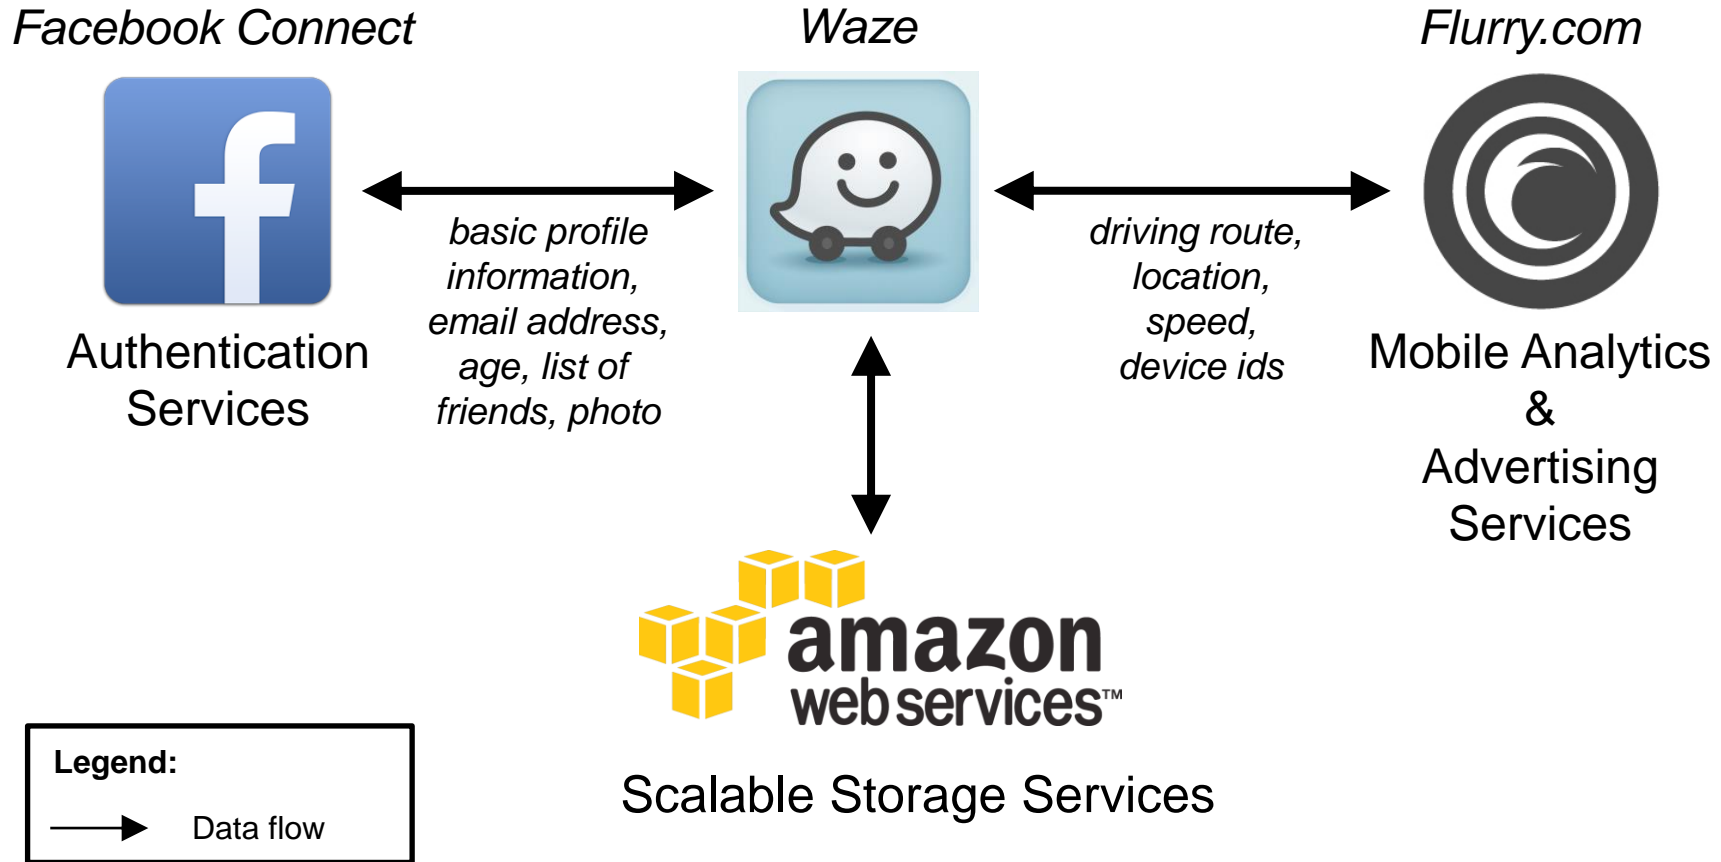 Facebook Connect
Waze
Flurry.com
basic profile
information,
email address,
age, list of
friends, photo
driving route,
location,
speed,
device ids
Authentication
Services
Mobile Analytics
&
Advertising
Services
amazon
web services™
Scalable Storage Services
Legend:
Data flow